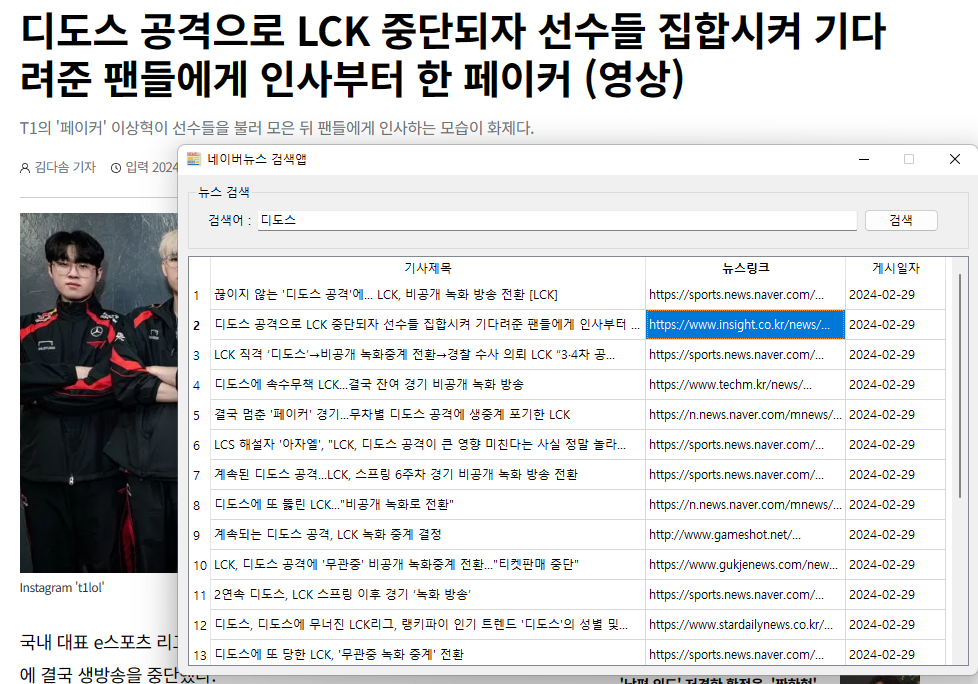 디도스 공격으로 LCK 중단되자 선수들 집합시켜 기다
려준 팬들에게 인사부터 한 페이커 (영상)
T1의 '페이커' 이상혁이 선수들을 불러 모은 뒤 팬들에게 인사하는 모습이 화제다.
김다솜 기자 입력 2024
네이버뉴스 검색앱
뉴스 검색
검색어 : 디도스 검색
기사제목 뉴스링크 게시일자
1 끊이지 않는 '디도스 공격'에... LCK, 비공개 녹화 방송 전환 [LCK] https://sports.news.naver.com/... 2024-02-29
2 디도스 공격으로 LCK 중단되자 선수들 집합시켜 기다려준 팬들에게 인사부터 ... https://www.insight.co.kr/news/... 2024-02-29
3 LCK 직격 ‘디도스’→비공개 녹화중계 전환→경찰 수사 의뢰 LCK “3·4차 공... https://sports.news.naver.com/... 2024-02-29
4 디도스에 속수무책 LCK...결국 잔여 경기 비공개 녹화 방송 https://www.techm.kr/news/... 2024-02-29
5 결국 멈춘 '페이커' 경기...무차별 디도스 공격에 생중계 포기한 LCK https://n.news.naver.com/mnews/... 2024-02-29
6 LCS 해설자 '아자엘', "LCK, 디도스 공격이 큰 영향 미친다는 사실 정말 놀라... https://sports.news.naver.com/... 2024-02-29
7 계속된 디도스 공격...LCK, 스프링 6주차 경기 비공개 녹화 방송 전환 https://sports.news.naver.com/... 2024-02-29
8 디도스에 또 뚫린 LCK..."비공개 녹화로 전환" https://n.news.naver.com/mnews/... 2024-02-29
9 계속되는 디도스 공격, LCK 녹화 중계 결정 http://www.gameshot.net/... 2024-02-29
10 LCK, 디도스 공격에 '무관중' 비공개 녹화중계 전환..."티켓판매 중단" https://www.gukjenews.com/new... 2024-02-29
11 2연속 디도스, LCK 스프링 이후 경기 ‘녹화 방송’ https://sports.news.naver.com/... 2024-02-29
12 디도스, 디도스에 무너진 LCK리그, 랭키파이 인기 트렌드 '디도스'의 성별 및... https://www.stardailynews.co.kr/... 2024-02-29
13 디도스에 또 당한 LCK, '무관중 녹화 중계' 전환 https://sports.news.naver.com/... 2024-02-29
Instagram 't1lol'
국내 대표 e스포츠 리그
에 결국 생방송을 중단했다.